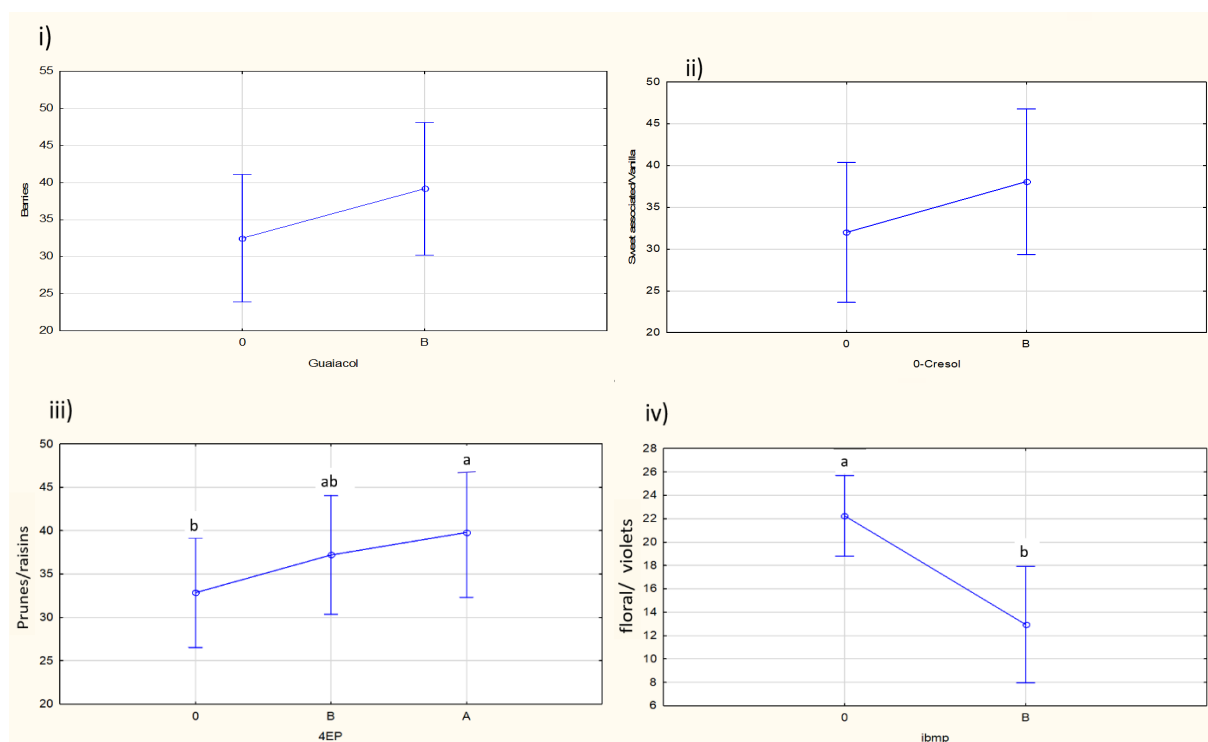 i)
55
50
45
40
35
30
25
20
Berries
0 B
Guaiacol
ii)
50
45
40
35
30
25
20
Sweet associated/Vanilla
0 B
0-Cresol
iii)
50
45
40
35
30
25
20
Prunes/raisins
b
ab
a
0 B A
4EP
iv)
28
26
24
22
20
18
16
14
12
10
8
6
floral/ violets
a
b
0 B
ibmp